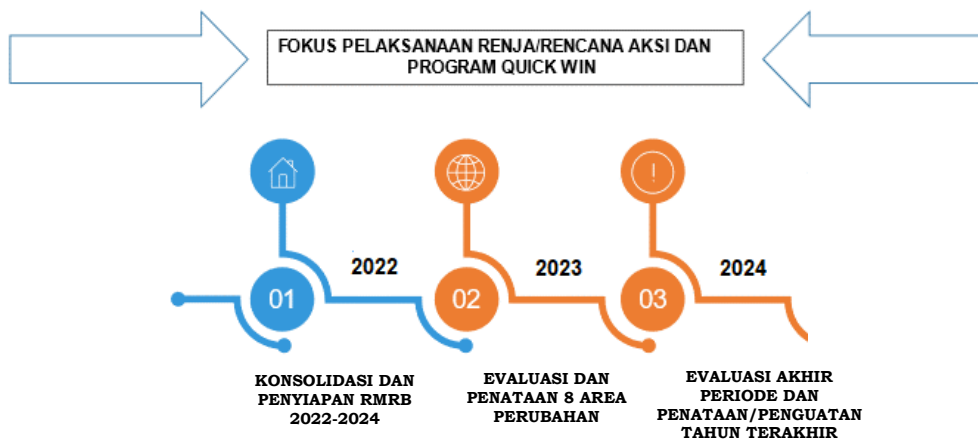 FOKUS PELAKSANAAN RENJA/RENCANA AKSI DAN
PROGRAM QUICK WIN
01
2022
02
2023
03
2024
KONSOLIDASI DAN
PENYIAPAN RMRB
2022-2024
EVALUASI DAN
PENATAAN 8 AREA
PERUBAHAN
EVALUASI AKHIR
PERIODE DAN
PENATAAN/PENGUATAN
TAHUN TERAKHIR